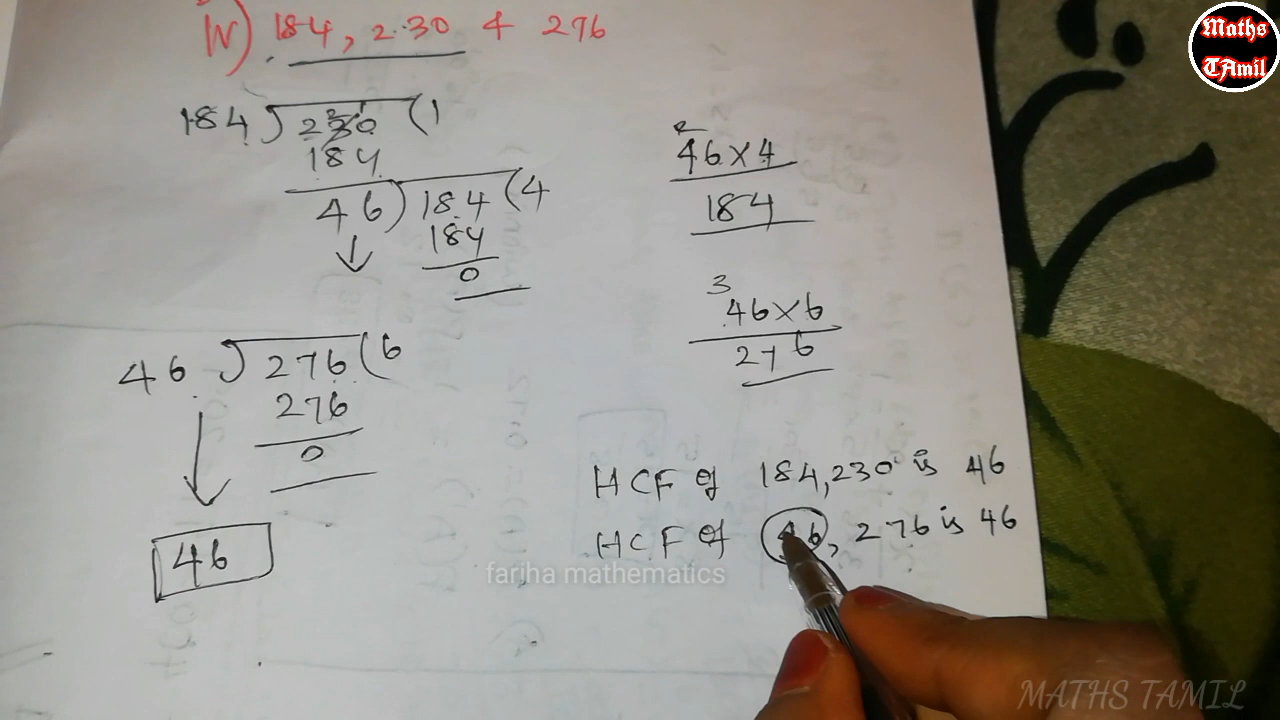 iv) 184, 230 & 276
184) 230 (1
184
46) 184 (4
184
0
46 × 4
184
3
46 × 6
276
46) 276 (6
276
0
46
HCF of 184, 230 is 46
HCF of 46, 276 is 46
fariha mathematics
MATHS TAMIL
Maths
TAmil